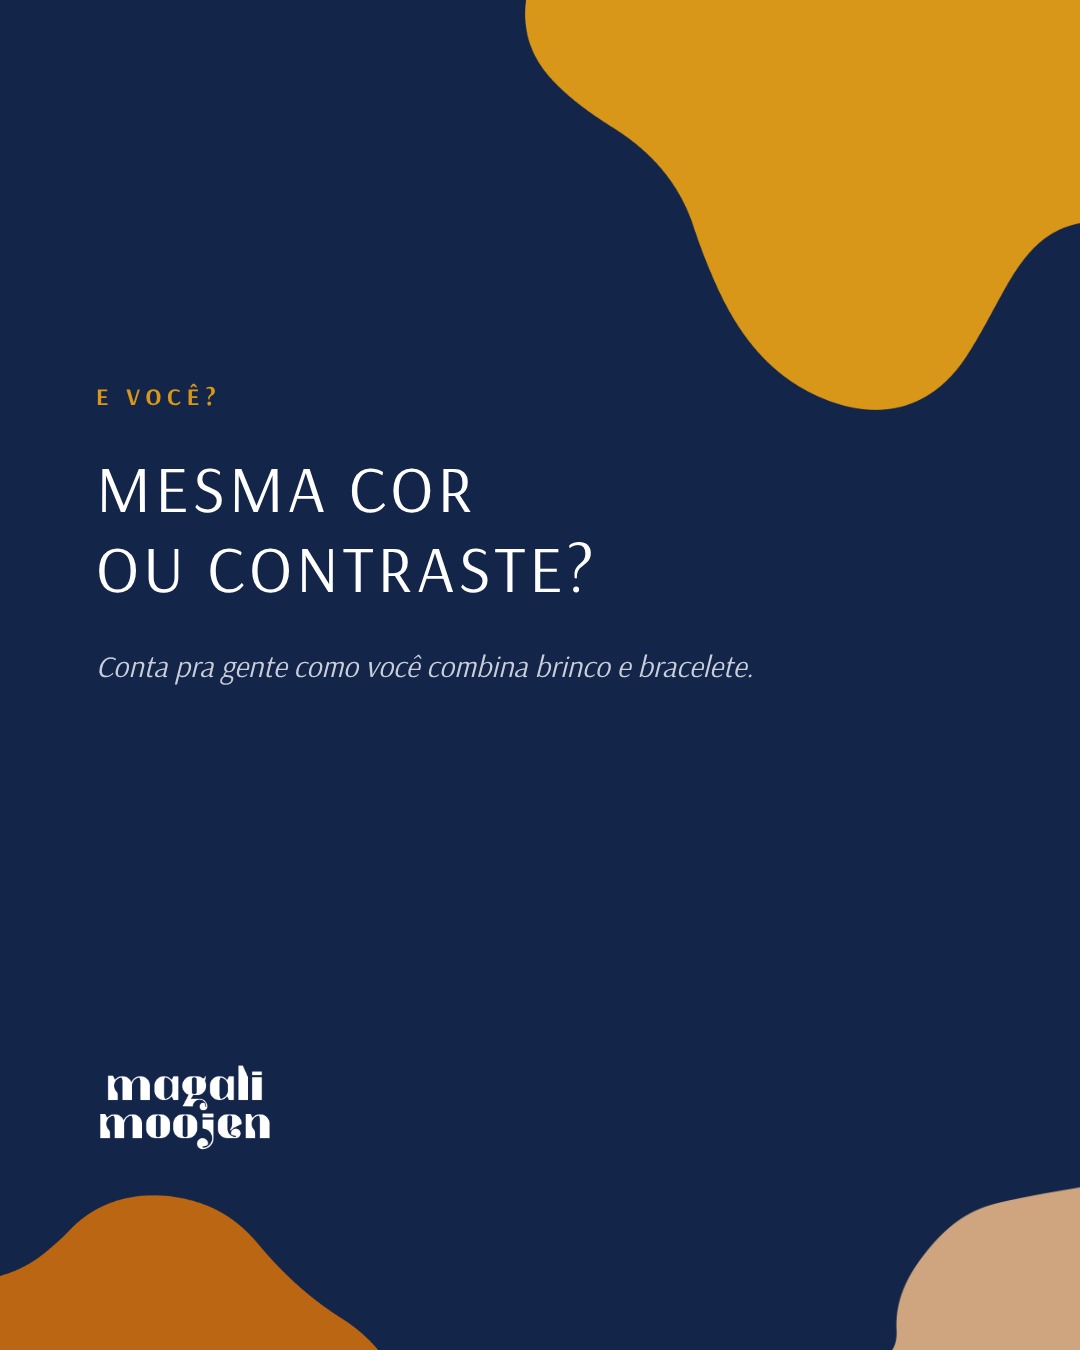 E VOCÊ?
MESMA COR
OU CONTRASTE?
Conta pra gente como você combina brinco e bracelete.
magali
moojen